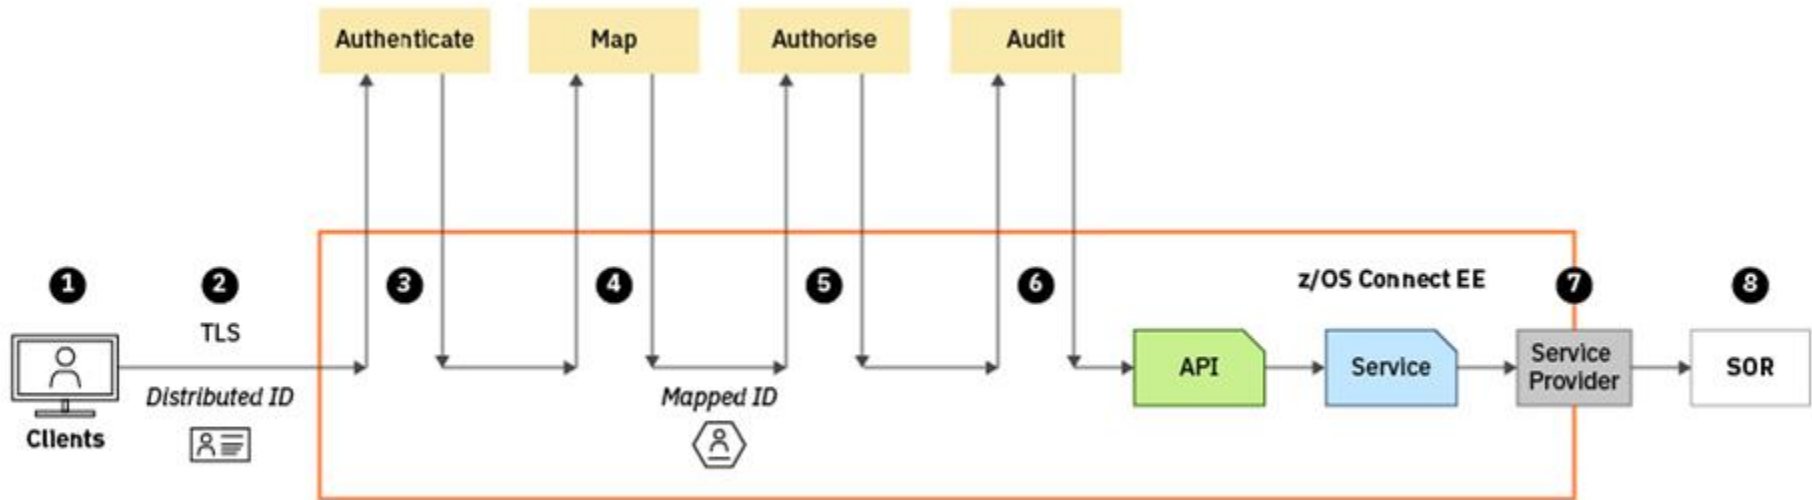 Authenticate
Map
Authorise
Audit
1
2
3
4
5
6
z/OS Connect EE
7
8
TLS
API
Service
Service
Provider
SOR
Distributed ID
Mapped ID
Clients